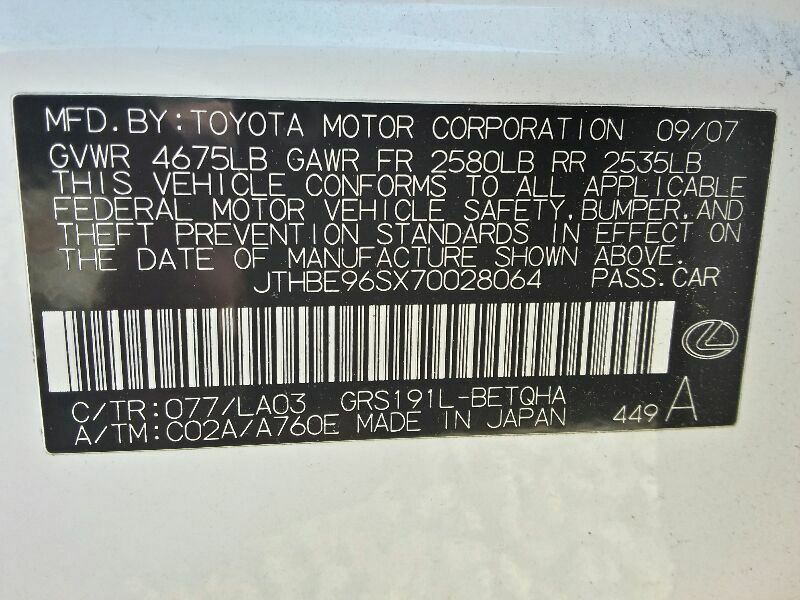 MFD.BY:TOYOTA MOTOR CORPORATION 09/07
GVWR 4675LB GAWR FR 2580LB RR 2535LB
THIS VEHICLE CONFORMS TO ALL APPLICABLE
FEDERAL MOTOR VEHICLE SAFETY, BUMPER, AND
THEFT PREVENTION STANDARDS IN EFFECT ON
THE DATE OF MANUFACTURE SHOWN ABOVE.
JTHBE96SX70028064 PASS.CAR
C/TR:077/LA03 GRS191L-BETQHA
A/TM:C02A/A760E MADE IN JAPAN 449 A